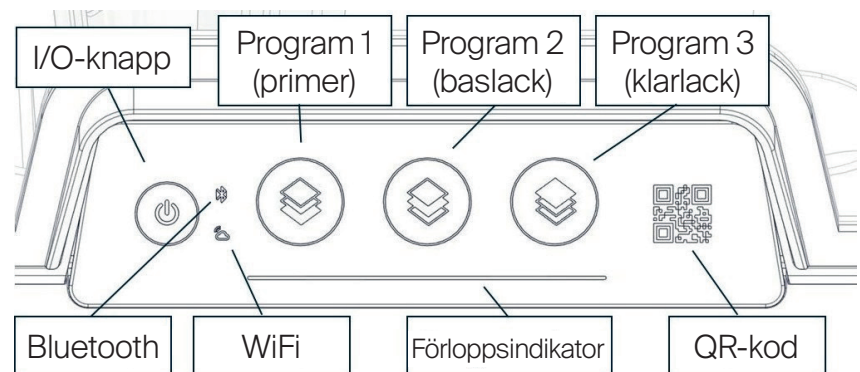 I/O-knapp
Program 1
(primer)
Program 2
(baslack)
Program 3
(klarlack)
Bluetooth
WiFi
Förloppsindikator
QR-kod